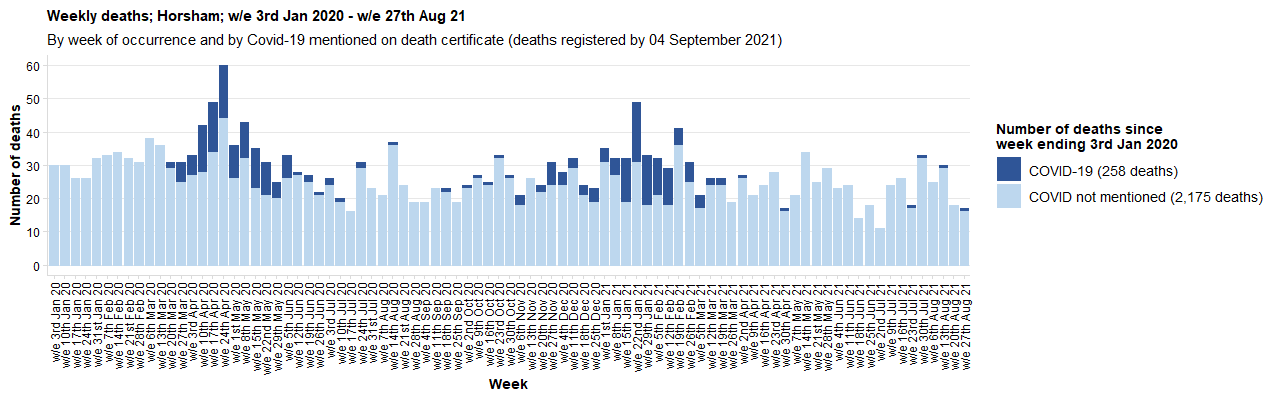 Weekly deaths; Horsham; w/e 3rd Jan 2020 - w/e 27th Aug 21
By week of occurrence and by Covid-19 mentioned on death certificate (deaths registered by 04 September 2021)
Number of deaths
60
50
40
30
20
10
0
w/e 3rd Jan 20
w/e 10th Jan 20
w/e 17th Jan 20
w/e 24th Jan 20
w/e 31st Jan 20
w/e 7th Feb 20
w/e 14th Feb 20
w/e 21st Feb 20
w/e 28th Feb 20
w/e 6th Mar 20
w/e 13th Mar 20
w/e 20th Mar 20
w/e 27th Mar 20
w/e 3rd Apr 20
w/e 10th Apr 20
w/e 17th Apr 20
w/e 24th Apr 20
w/e 1st May 20
w/e 8th May 20
w/e 15th May 20
w/e 22nd May 20
w/e 29th May 20
w/e 5th Jun 20
w/e 12th Jun 20
w/e 19th Jun 20
w/e 26th Jun 20
w/e 3rd Jul 20
w/e 10th Jul 20
w/e 17th Jul 20
w/e 24th Jul 20
w/e 31st Jul 20
w/e 7th Aug 20
w/e 14th Aug 20
w/e 21st Aug 20
w/e 28th Aug 20
w/e 4th Sep 20
w/e 11th Sep 20
w/e 18th Sep 20
w/e 25th Sep 20
w/e 2nd Oct 20
w/e 9th Oct 20
w/e 16th Oct 20
w/e 23rd Oct 20
w/e 30th Oct 20
w/e 6th Nov 20
w/e 13th Nov 20
w/e 20th Nov 20
w/e 27th Nov 20
w/e 4th Dec 20
w/e 11th Dec 20
w/e 18th Dec 20
w/e 25th Dec 20
w/e 1st Jan 21
w/e 8th Jan 21
w/e 15th Jan 21
w/e 22nd Jan 21
w/e 29th Jan 21
w/e 5th Feb 21
w/e 12th Feb 21
w/e 19th Feb 21
w/e 26th Feb 21
w/e 5th Mar 21
w/e 12th Mar 21
w/e 19th Mar 21
w/e 26th Mar 21
w/e 2nd Apr 21
w/e 9th Apr 21
w/e 16th Apr 21
w/e 23rd Apr 21
w/e 30th Apr 21
w/e 7th May 21
w/e 14th May 21
w/e 21st May 21
w/e 28th May 21
w/e 4th Jun 21
w/e 11th Jun 21
w/e 18th Jun 21
w/e 25th Jun 21
w/e 2nd Jul 21
w/e 9th Jul 21
w/e 16th Jul 21
w/e 23rd Jul 21
w/e 30th Jul 21
w/e 6th Aug 21
w/e 13th Aug 21
w/e 20th Aug 21
w/e 27th Aug 21
Week
Number of deaths since
week ending 3rd Jan 2020
COVID-19 (258 deaths)
COVID not mentioned (2,175 deaths)